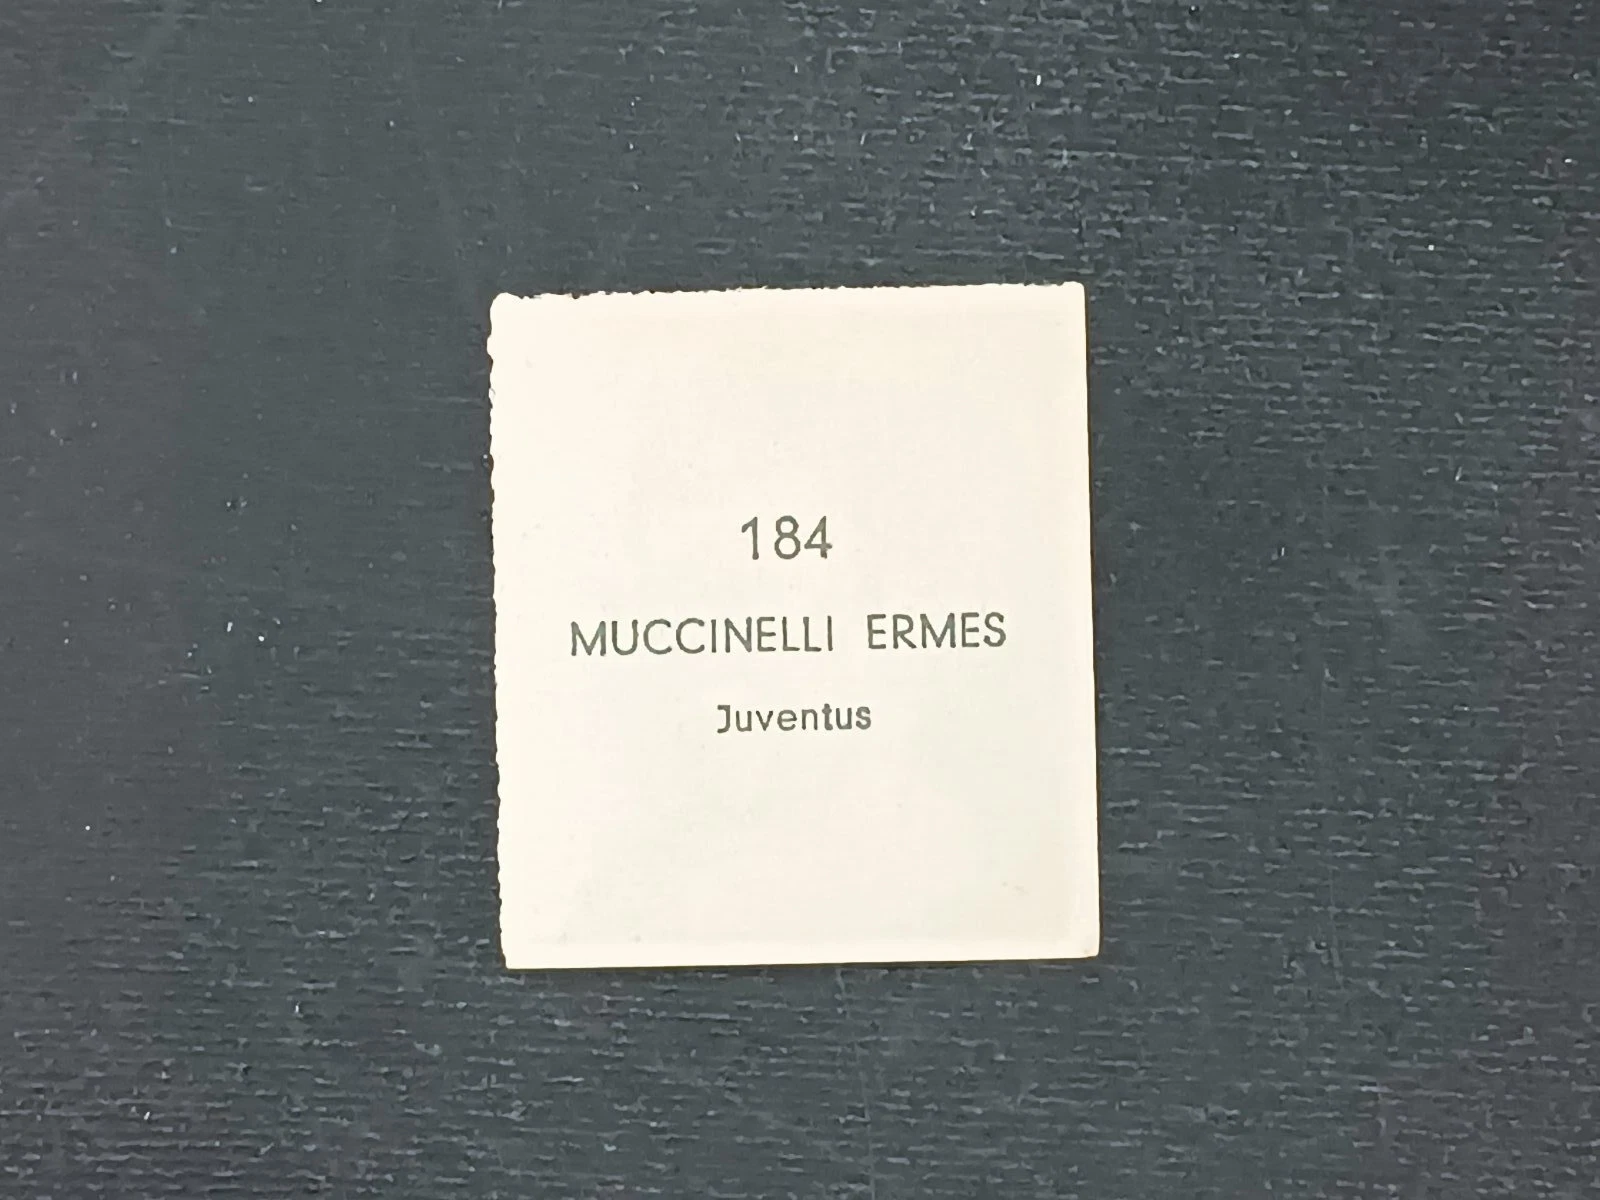 184
MUCCINELLI ERMES
Juventus